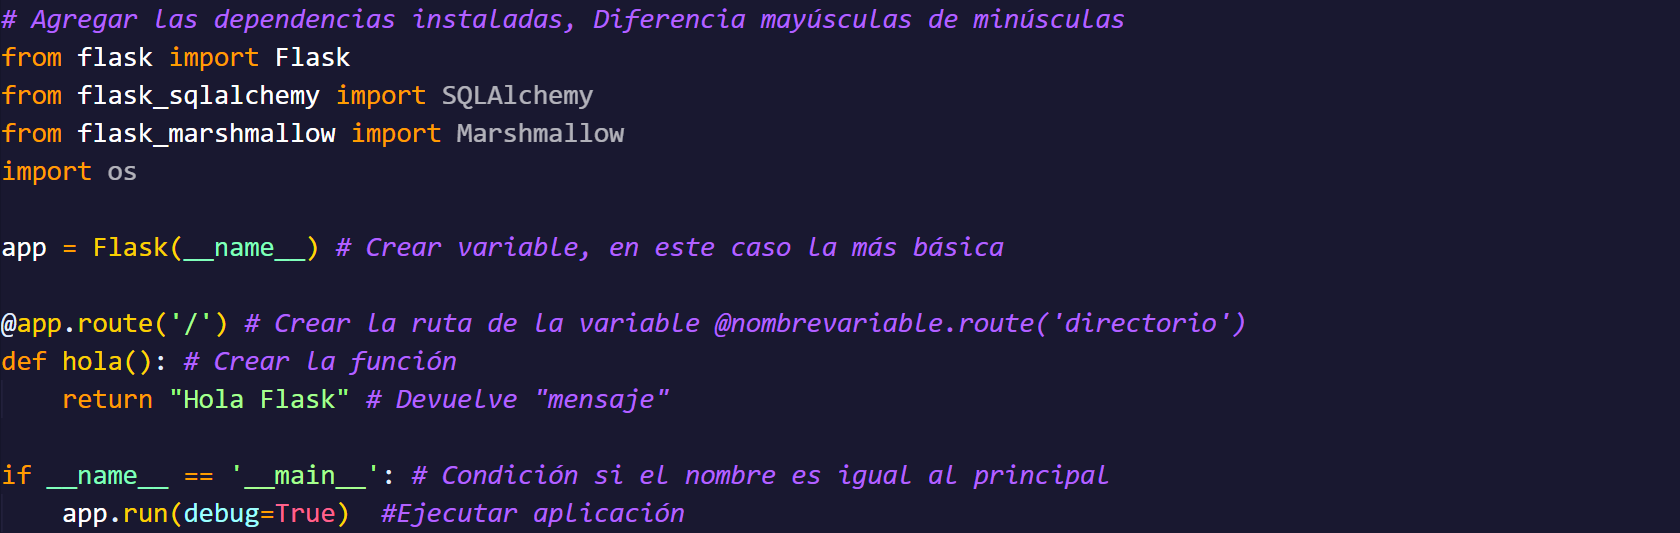 # Agregar las dependencias instaladas, Diferencia mayúsculas de minúsculas
from flask import Flask
from flask_sqlalchemy import SQLAlchemy
from flask_marshmallow import Marshmallow
import os
app = Flask(__name__) # Crear variable, en este caso la más básica
@app.route('/') # Crear la ruta de la variable @nombrevariable.route('directorio')
def hola(): # Crear la función
    return "Hola Flask" # Devuelve "mensaje"
if __name__ == '__main__': # Condición si el nombre es igual al principal
    app.run(debug=True)  #Ejecutar aplicación